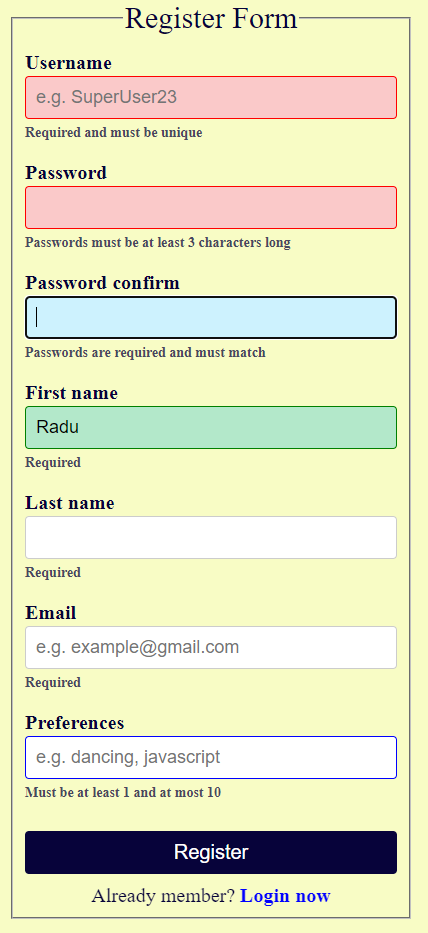 Register Form
Username
e.g. SuperUser23
Required and must be unique
Password
Passwords must be at least 3 characters long
Password confirm
Passwords are required and must match
First name
Radu
Required
Last name
Required
Email
e.g. example@gmail.com
Required
Preferences
e.g. dancing, javascript
Must be at least 1 and at most 10
Register
Already member? Login now